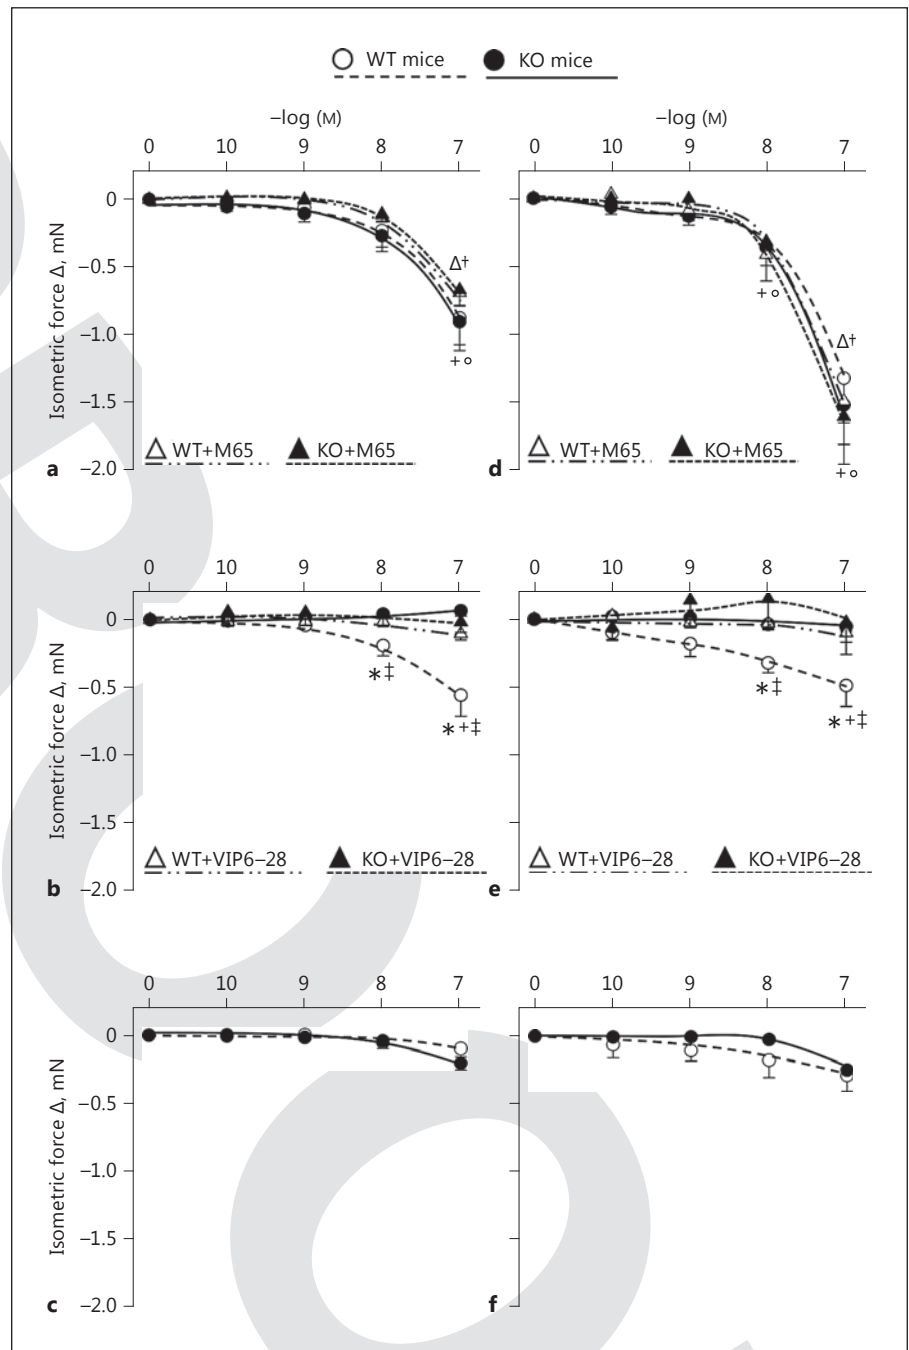 WT mice KO mice
–log (M) –log (M)
0 10 9 8 7 0 10 9 8 7
Isometric force Δ, mN
0
–0.5
–1.0
–1.5
–2.0
Δ†
+°
+°
Δ†
+°
WT+M65 KO+M65 WT+M65 KO+M65
a d
0 10 9 8 7 0 10 9 8 7
Isometric force Δ, mN
0
–0.5
–1.0
–1.5
–2.0
*‡
*+‡
*‡
*+‡
WT+VIP6–28 KO+VIP6–28 WT+VIP6–28 KO+VIP6–28
b e
0 10 9 8 7 0 10 9 8 7
Isometric force Δ, mN
0
–0.5
–1.0
–1.5
–2.0
c f